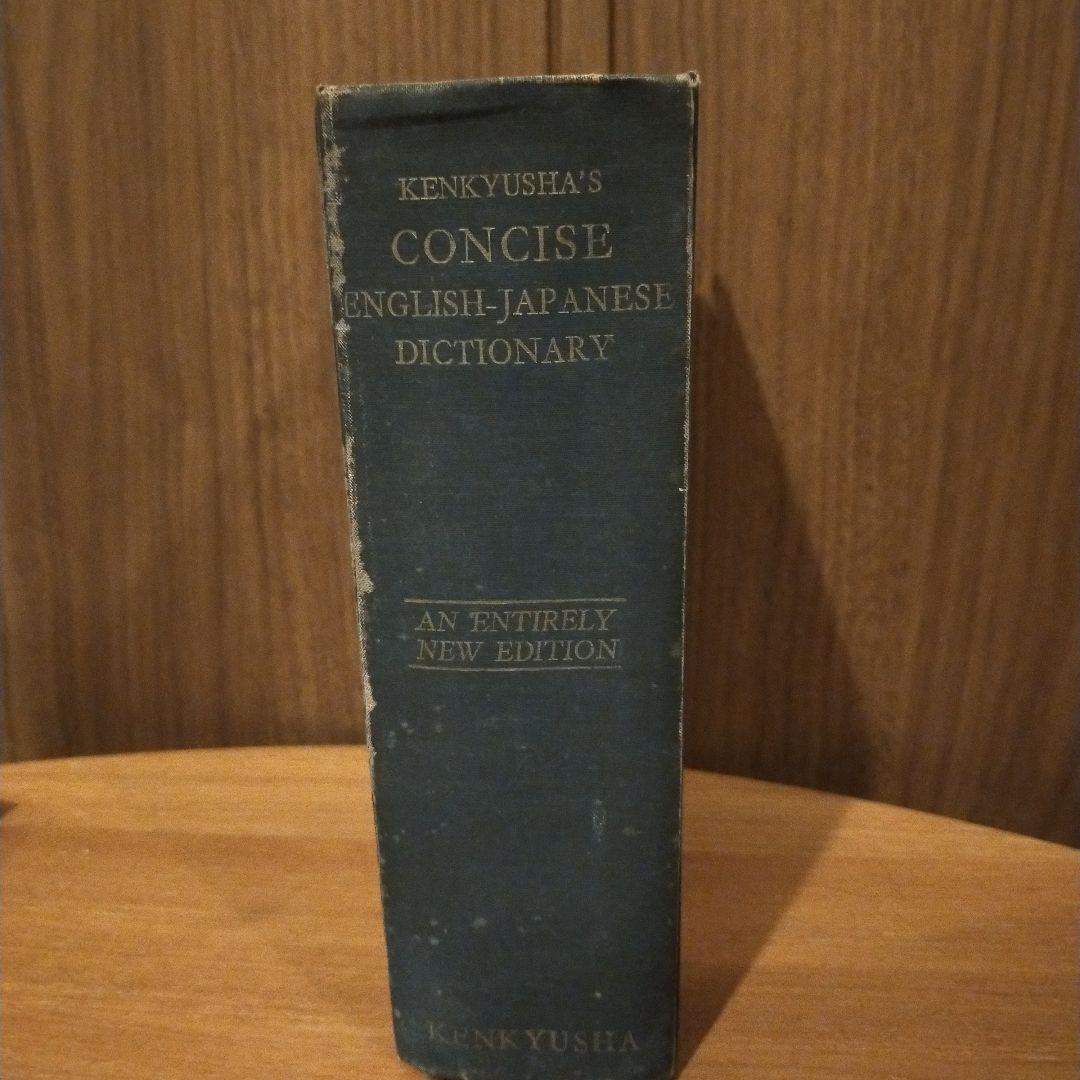 KENKYUSHA'S
CONCISE
ENGLISH-JAPANESE
DICTIONARY
AN ENTIRELY
NEW EDITION
KENKYUSHA